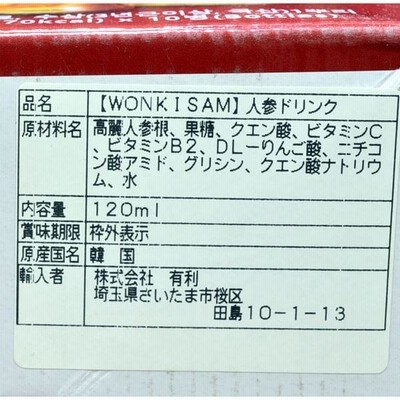 70kcal) x 10병(bottles)
品名 【WONKISAM】人参ドリンク
原材料名 高麗人参根、果糖、クエン酸、ビタミンC
、ビタミンB2、DL－りんご酸、ニチコ
ン酸アミド、グリシン、クエン酸ナトリウ
ム、水
内容量 120ml
賞味期限 枠外表示
原産国名 韓 国
輸入者 株式会社 有利
埼玉県さいたま市桜区
田島10-1-13